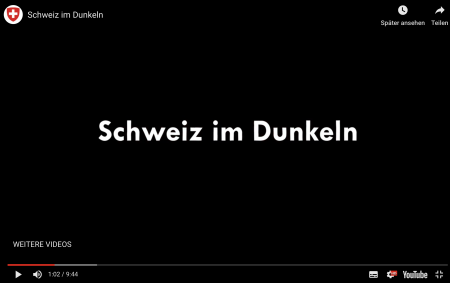 Schweiz im Dunkeln
Später ansehen
Teilen
Schweiz im Dunkeln
WEITERE VIDEOS
1:02 / 9:44
YouTube